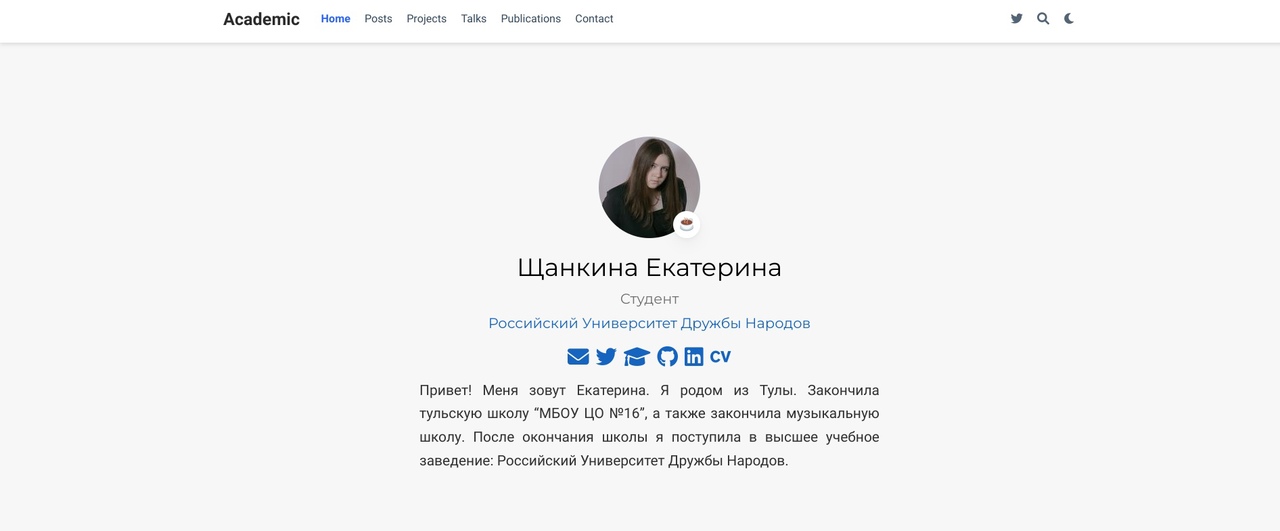 Academic Home Posts Projects Talks Publications Contact
Щанкина Екатерина
Студент
Российский Университет Дружбы Народов
CV
Привет! Меня зовут Екатерина. Я родом из Тулы. Закончила
тульскую школу “МБОУ ЦО №16”, а также закончила музыкальную
школу. После окончания школы я поступила в высшее учебное
заведение: Российский Университет Дружбы Народов.